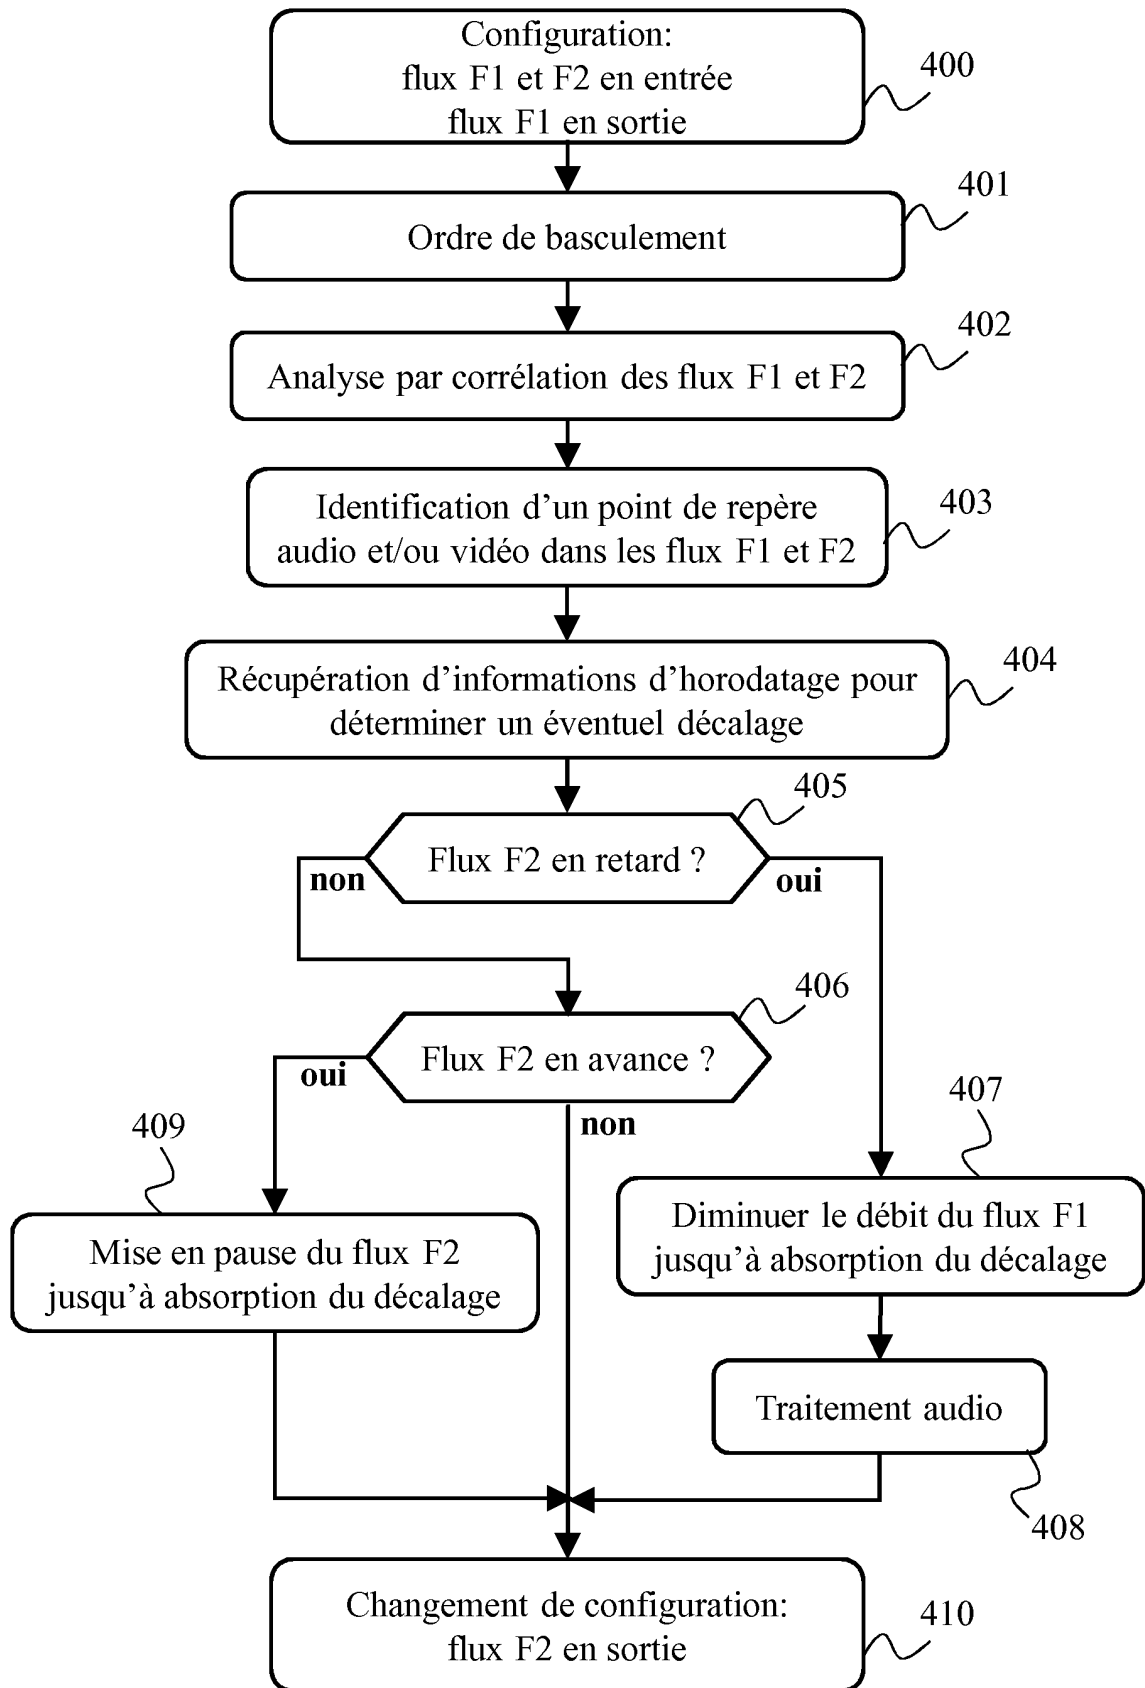 Configuration:
flux F1 et F2 en entrée
flux F1 en sortie
400
401
Ordre de basculement
402
Analyse par corrélation des flux F1 et F2
403
Identification d’un point de repère
audio et/ou vidéo dans les flux F1 et F2
404
Récupération d’informations d’horodatage pour
déterminer un éventuel décalage
405
Flux F2 en retard ?
non
oui
406
Flux F2 en avance ?
oui
non
407
409
Diminuer le débit du flux F1
jusqu’à absorption du décalage
Mise en pause du flux F2
jusqu’à absorption du décalage
Traitement audio
408
Changement de configuration:
flux F2 en sortie
410